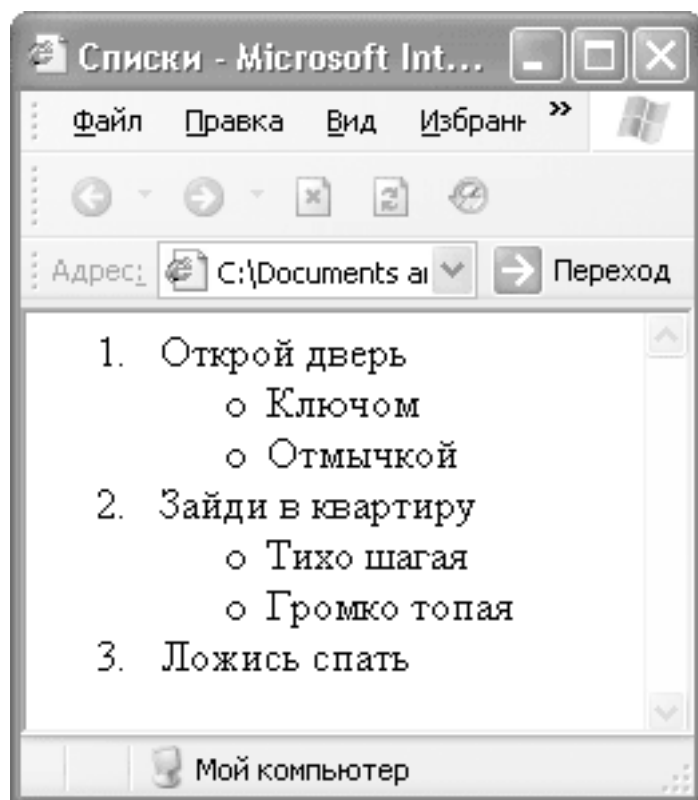 Списки - Microsoft Int...
Файл Правка Вид Избранн »
Адрес: C:\Documents ar Переход
1. Открой дверь
o Ключом
o Отмычкой
2. Зайди в квартиру
o Тихо шагая
o Громко топая
3. Ложись спать
Мой компьютер